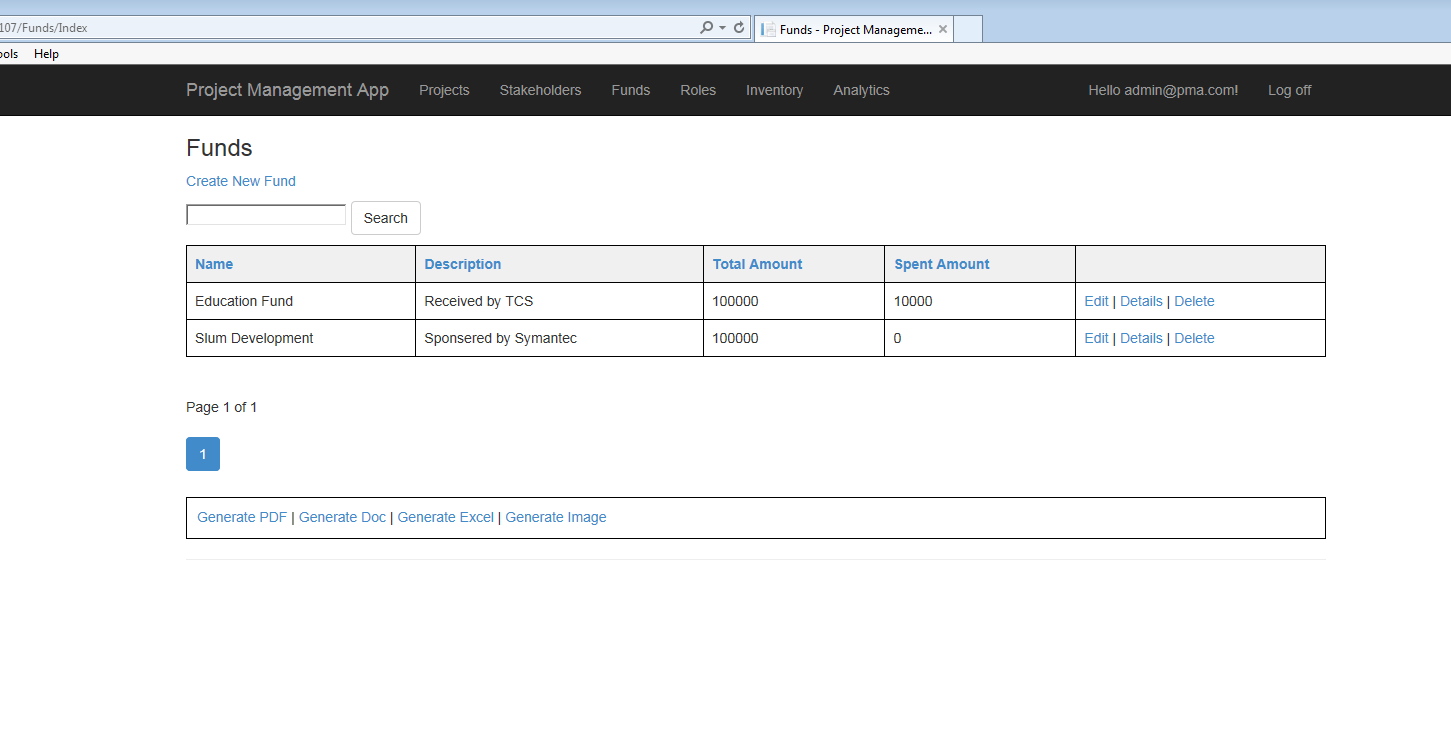 107/Funds/Index
Funds - Project Manageme...
ools Help
Project Management App Projects Stakeholders Funds Roles Inventory Analytics Hello admin@pma.com! Log off
Funds
Create New Fund
Search
Name Description Total Amount Spent Amount
Education Fund Received by TCS 100000 10000 Edit | Details | Delete
Slum Development Sponsered by Symantec 100000 0 Edit | Details | Delete
Page 1 of 1
1
Generate PDF | Generate Doc | Generate Excel | Generate Image